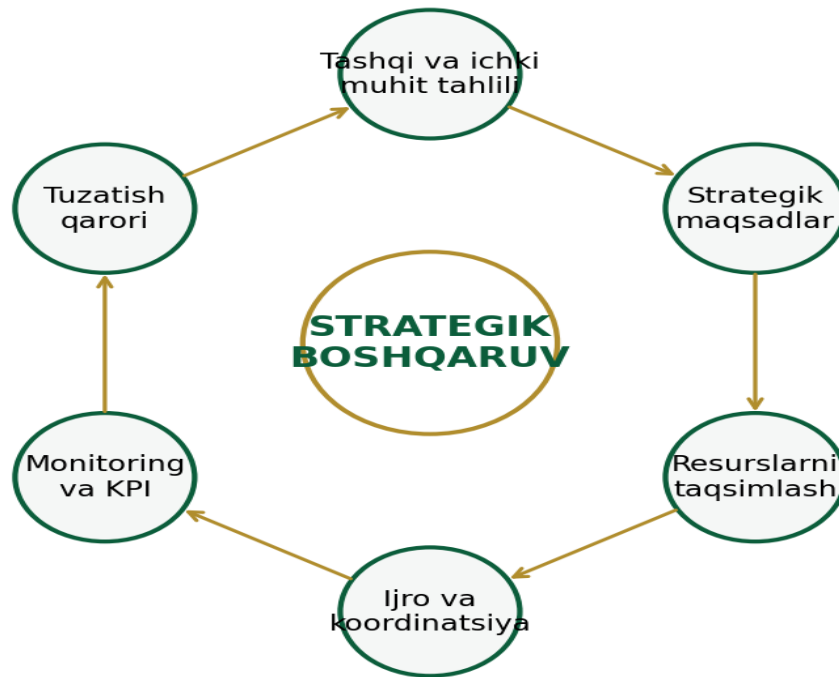 Tashqi va ichki
muhit tahlili
Strategik
maqsadlar
Resurslarni
taqsimlash
Ijro va
koordinatsiya
Monitoring
va KPI
Tuzatish
qarori
STRATEGIK
BOSHQARUV